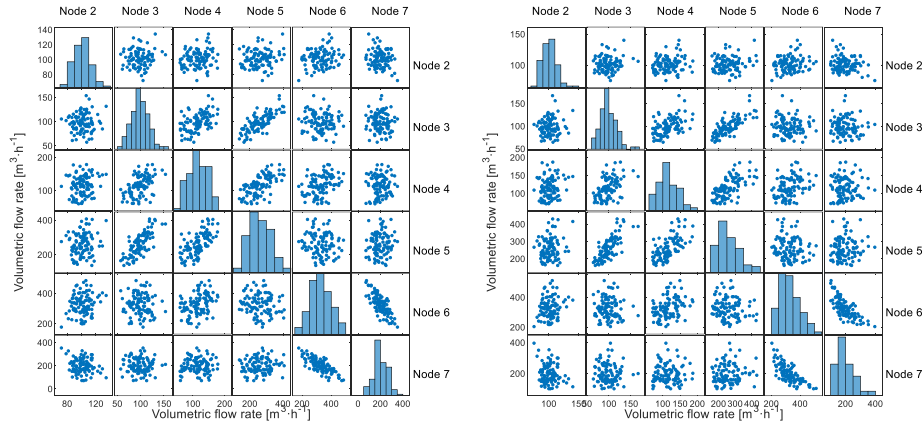 Node 2 Node 3 Node 4 Node 5 Node 6 Node 7
140
120
100
80
Node 2
150
100
50
Node 3
200
100
Node 4
400
200
Node 5
400
200
Node 6
400
200
0
Node 7
80 120 50 100 150 100 200 200 400 200 400 0 200 400
Volumetric flow rate [m³·h⁻¹]
Volumetric flow rate [m³·h⁻¹]
Node 2 Node 3 Node 4 Node 5 Node 6 Node 7
150
100
Node 2
150
100
50
Node 3
200
150
100
Node 4
400
300
200
Node 5
400
200
Node 6
200
Node 7
100 150 50 100 150 100 150 200 200 300 400 200 400 200 400
Volumetric flow rate [m³·h⁻¹]
Volumetric flow rate [m³·h⁻¹]